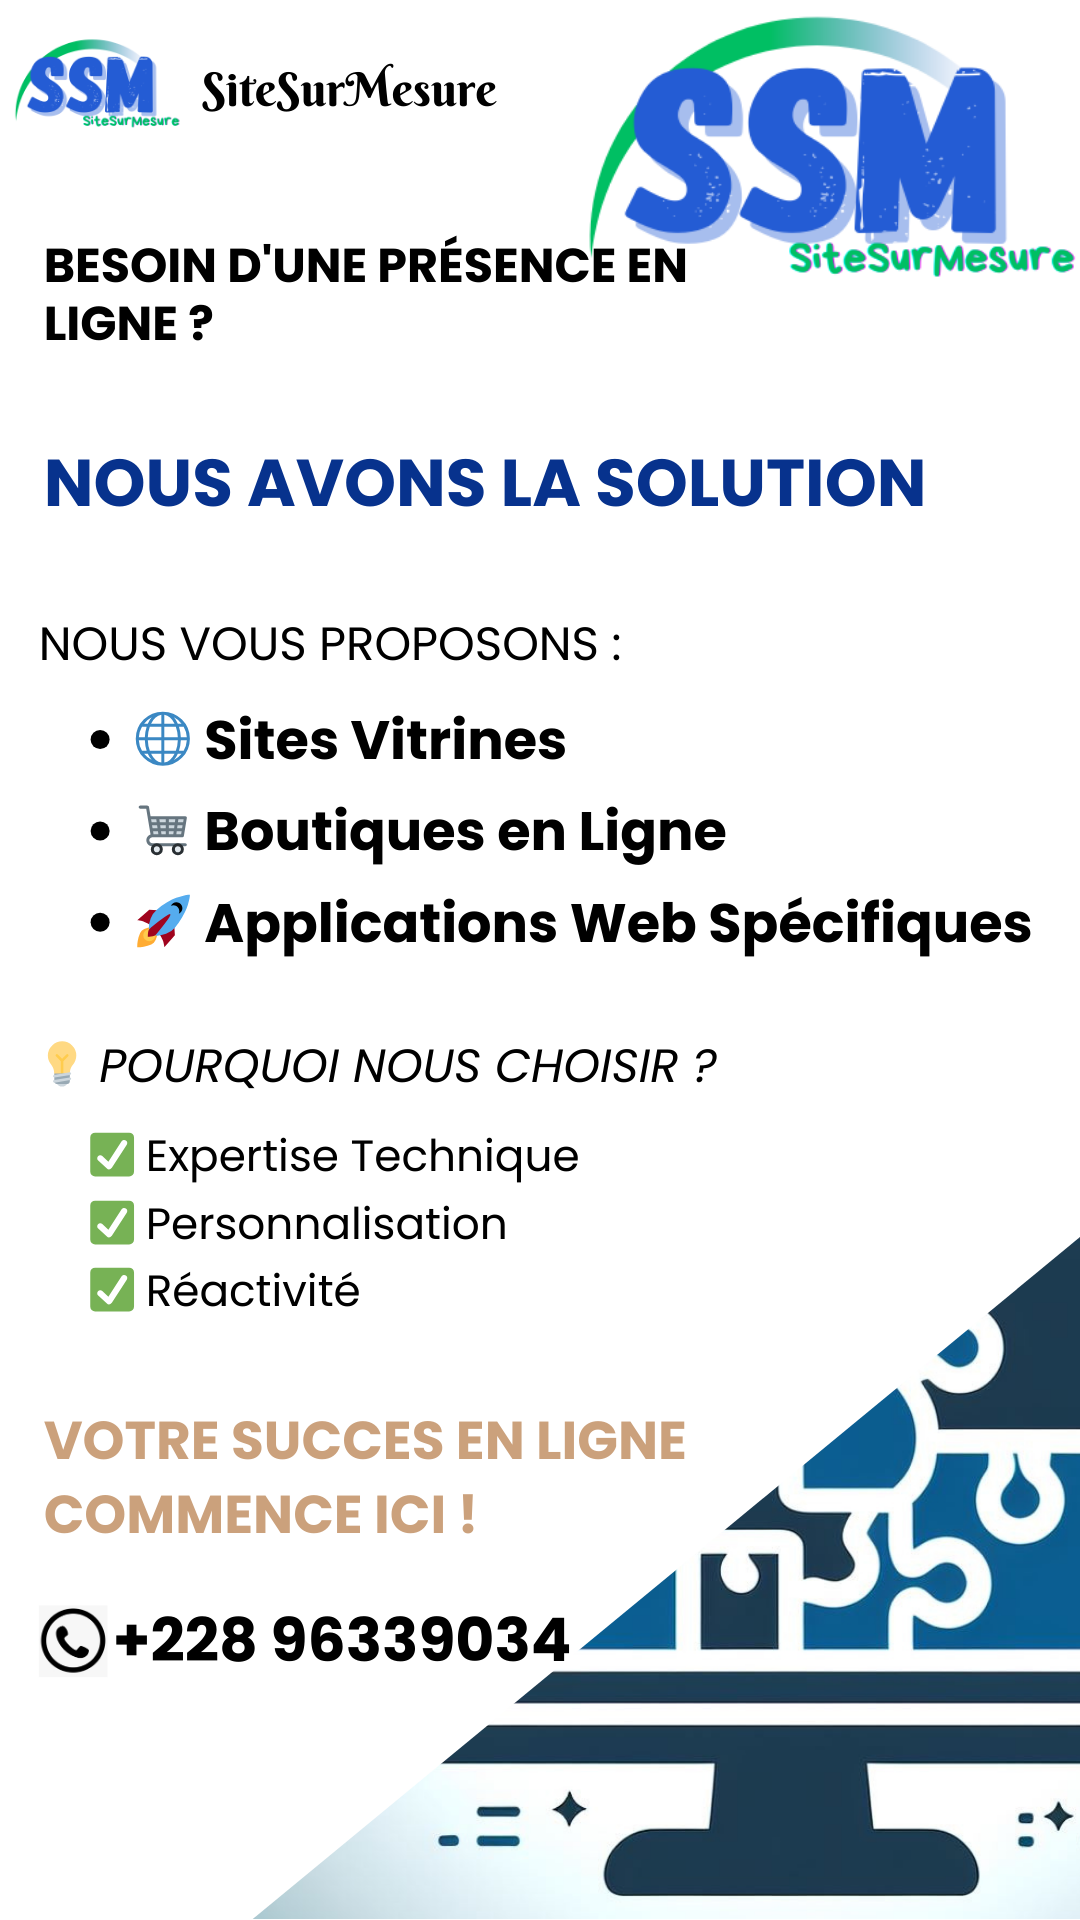 SSM
SiteSurMesure
SiteSurMesure
SSM
SiteSurMesure
BESOIN D'UNE PRÉSENCE EN
LIGNE ?
NOUS AVONS LA SOLUTION
NOUS VOUS PROPOSONS :
• 🌐 Sites Vitrines
• 🛒 Boutiques en Ligne
• 🚀 Applications Web Spécifiques
💡 POURQUOI NOUS CHOISIR ?
✅ Expertise Technique
✅ Personnalisation
✅ Réactivité
VOTRE SUCCES EN LIGNE
COMMENCE ICI !
+228 96339034